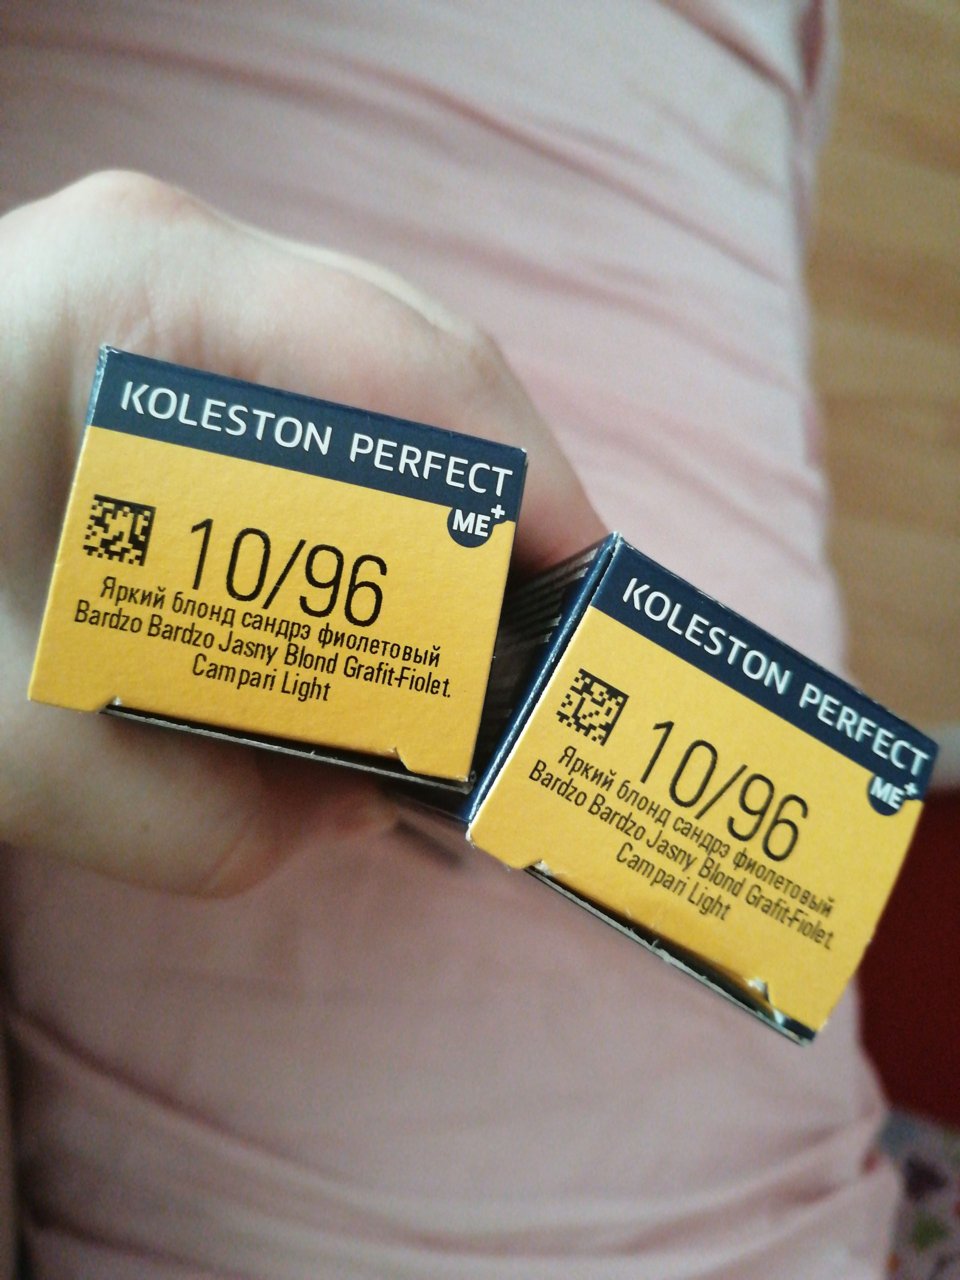 KOLESTON PERFECT
ME+
10/96
Яркий блонд сандрэ фиолетовый
Bardzo Bardzo Jasny Blond Grafit-Fiolet.
Campari Light
KOLESTON PERFECT
ME+
10/96
Яркий блонд сандрэ фиолетовый
Bardzo Bardzo Jasny Blond Grafit-Fiolet.
Campari Light